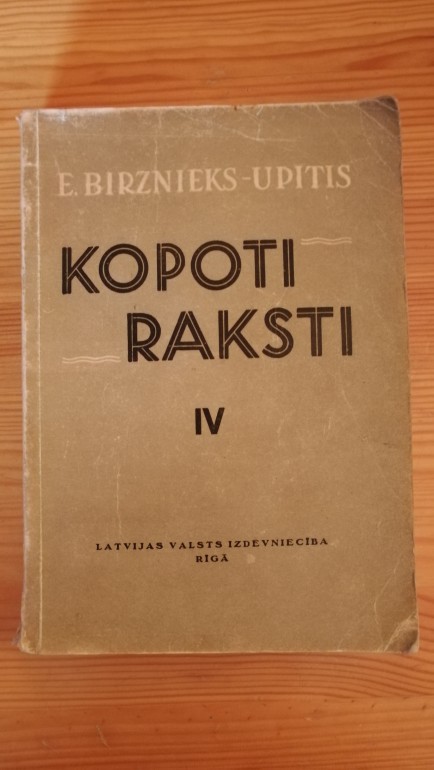 E. BIRZNIEKS-UPITIS
KOPOTI
RAKSTI
IV
LATVIJAS VALSTS IZDEVNIECĪBA
RĪGĀ